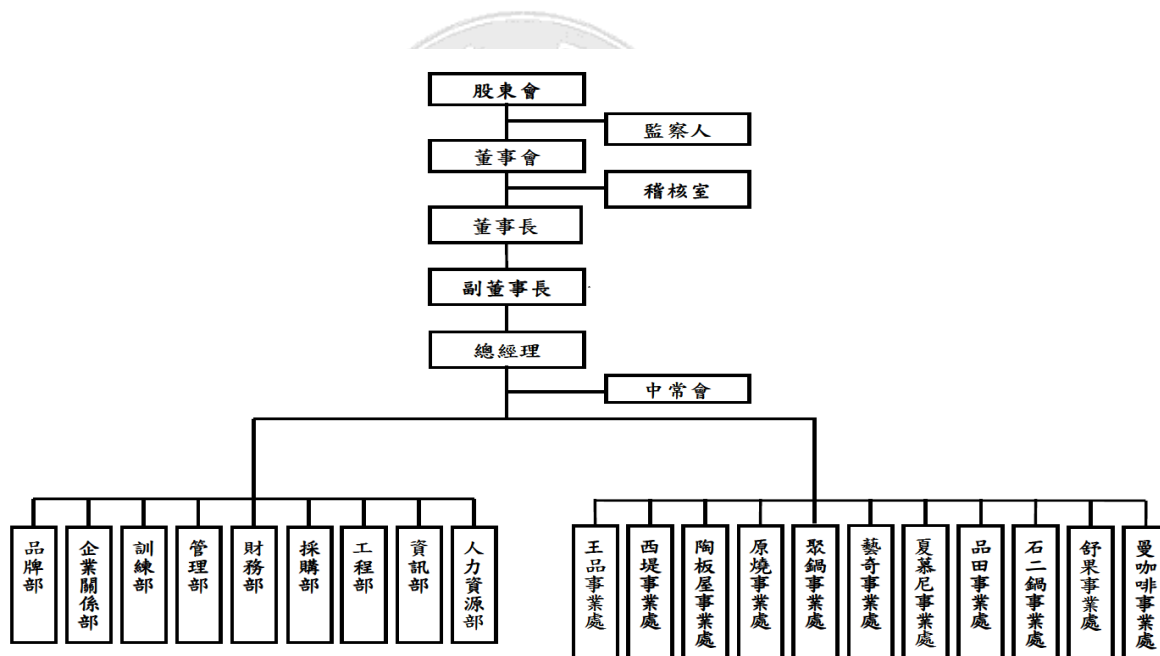 股東會
監察人
董事會
稽核室
董事長
副董事長
總經理
中常會
品牌部
企業關係部
訓練部
管理部
財務部
採購部
工程部
資訊部
人力資源部
王品事業處
西堤事業處
陶板屋事業處
原燒事業處
聚鍋事業處
藝奇事業處
夏慕尼事業處
品田事業處
石二鍋事業處
舒果事業處
曼咖啡事業處